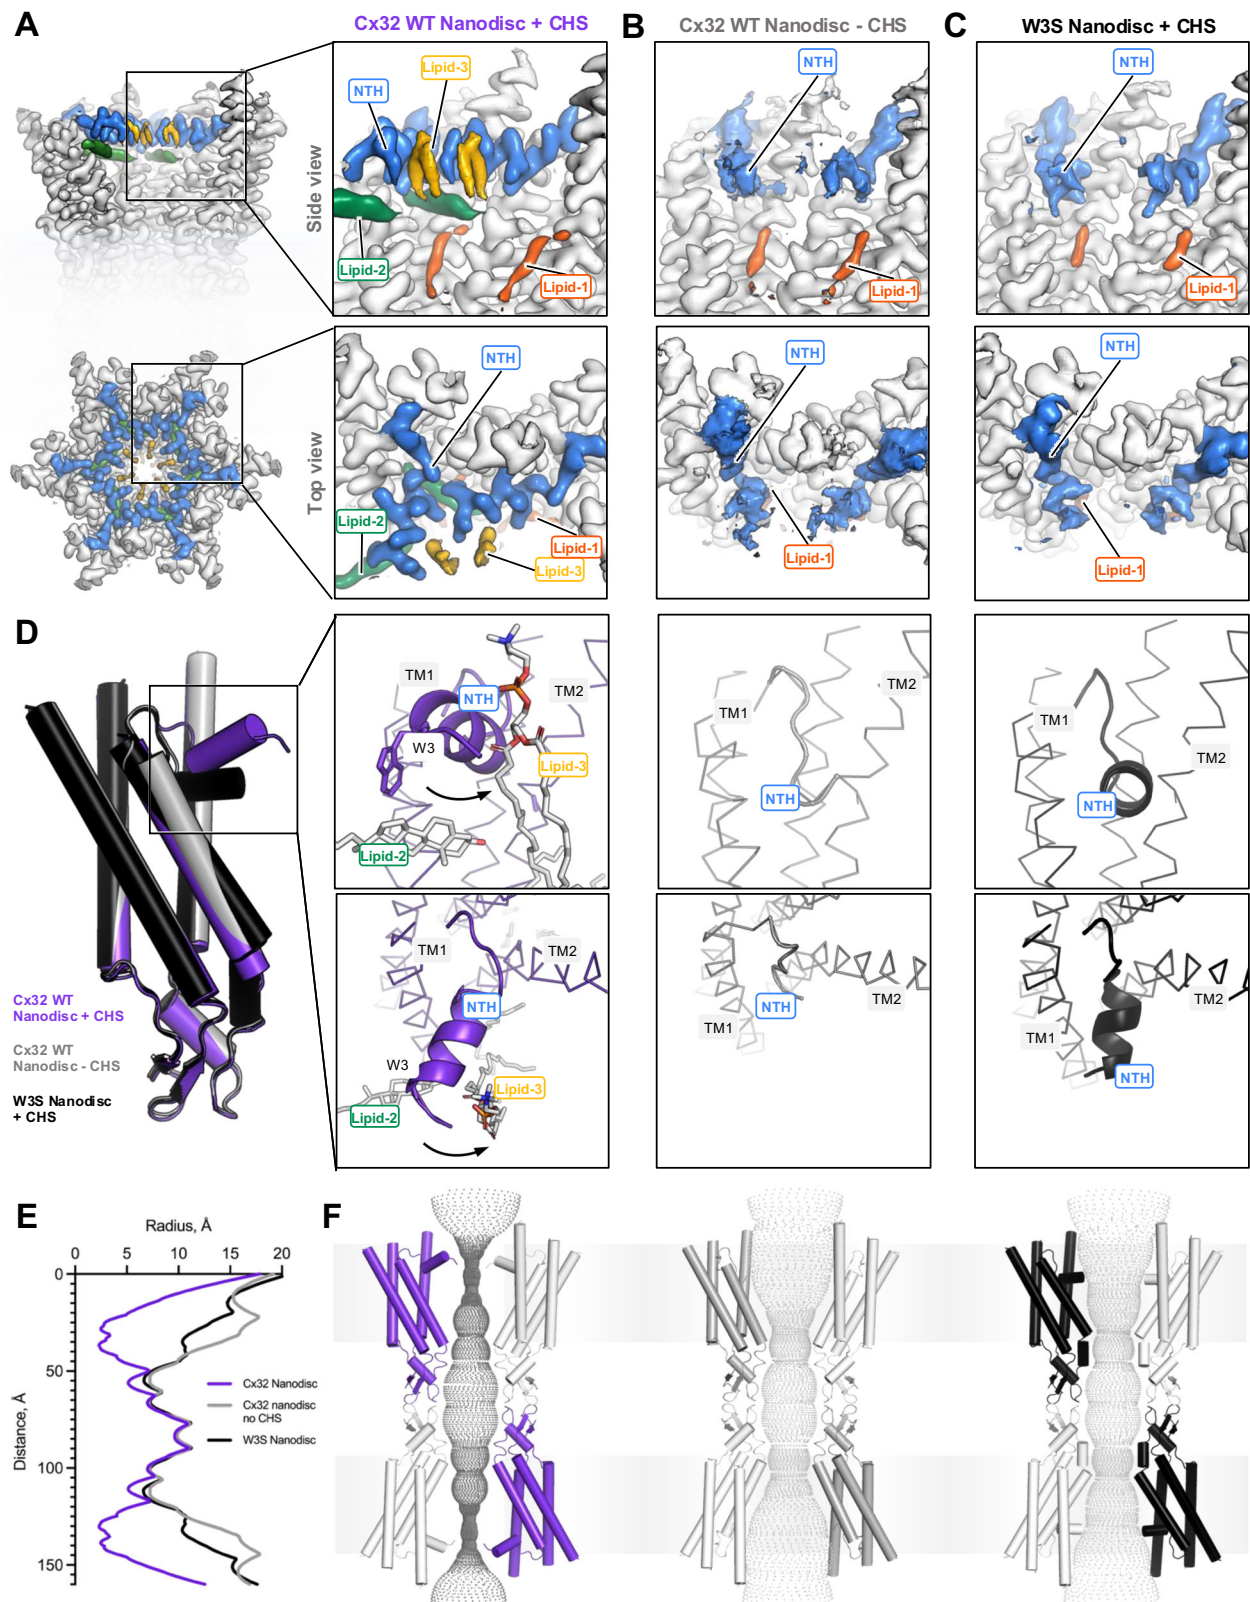 A
Cx32 WT Nanodisc + CHS
B
Cx32 WT Nanodisc - CHS
C
W3S Nanodisc + CHS
Side view
NTH
Lipid-3
Lipid-2
Lipid-1
NTH
Lipid-1
NTH
Lipid-1
Top view
NTH
Lipid-2
Lipid-1
Lipid-3
NTH
Lipid-1
NTH
Lipid-1
D
Cx32 WT
Nanodisc + CHS
Cx32 WT
Nanodisc - CHS
W3S Nanodisc
+ CHS
TM1
NTH
TM2
W3
Lipid-3
Lipid-2
TM1
TM2
NTH
TM1
TM2
NTH
TM1
TM2
NTH
W3
Lipid-3
Lipid-2
TM1
NTH
TM2
TM1
TM2
NTH
E
Radius, Å
0 5 10 15 20
Distance, Å
0
50
100
150
Cx32 Nanodisc
Cx32 nanodisc
no CHS
W3S Nanodisc
F